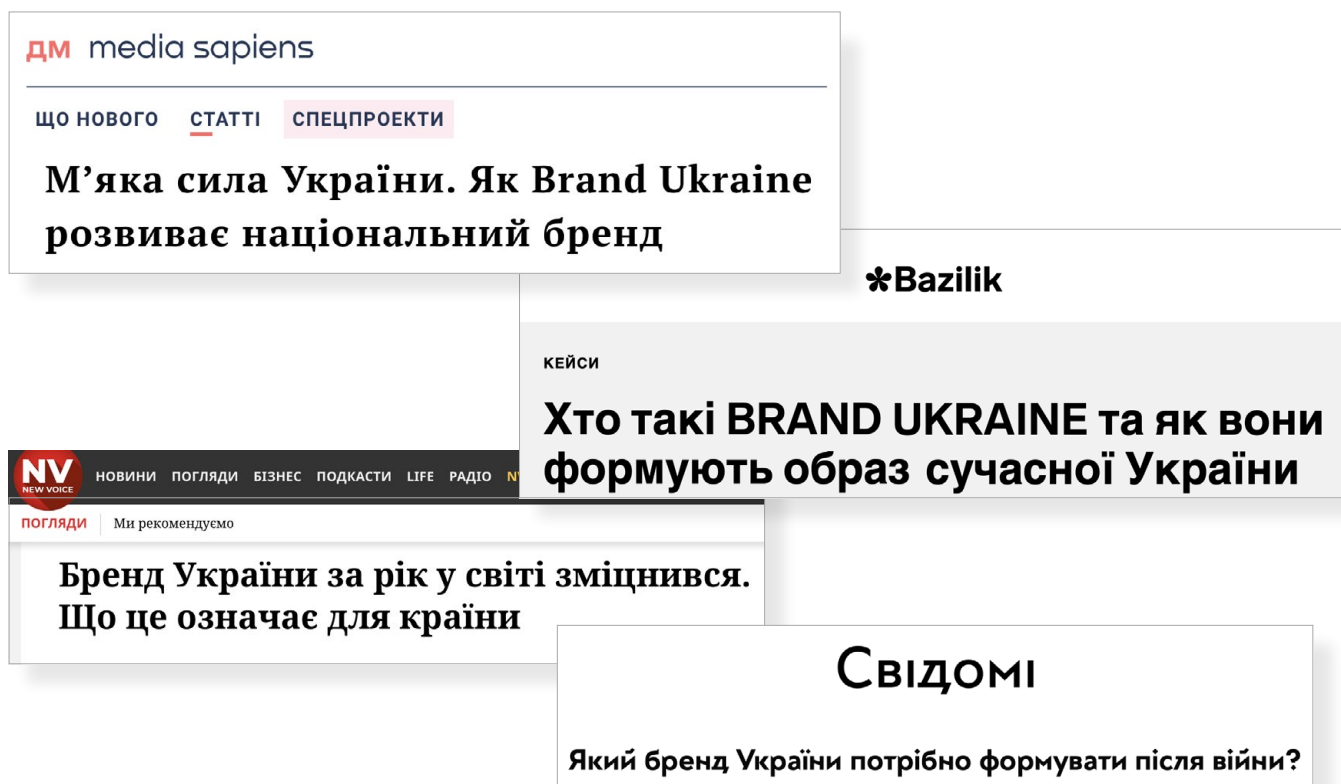 дм media sapiens
ЩО НОВОГО СТАТТІ СПЕЦПРОЕКТИ
М’яка сила України. Як Brand Ukraine
розвиває національний бренд
Bazilik
КЕЙСИ
Хто такі BRAND UKRAINE та як вони
формують образ сучасної України
NV
NEW VOICE
НОВИНИ ПОГЛЯДИ БІЗНЕС ПОДКАСТИ LIFE РАДІО
ПОГЛЯДИ Ми рекомендуємо
Бренд України за рік у світі зміцнився.
Що це означає для країни
Свідомі
Який бренд України потрібно формувати після війни?